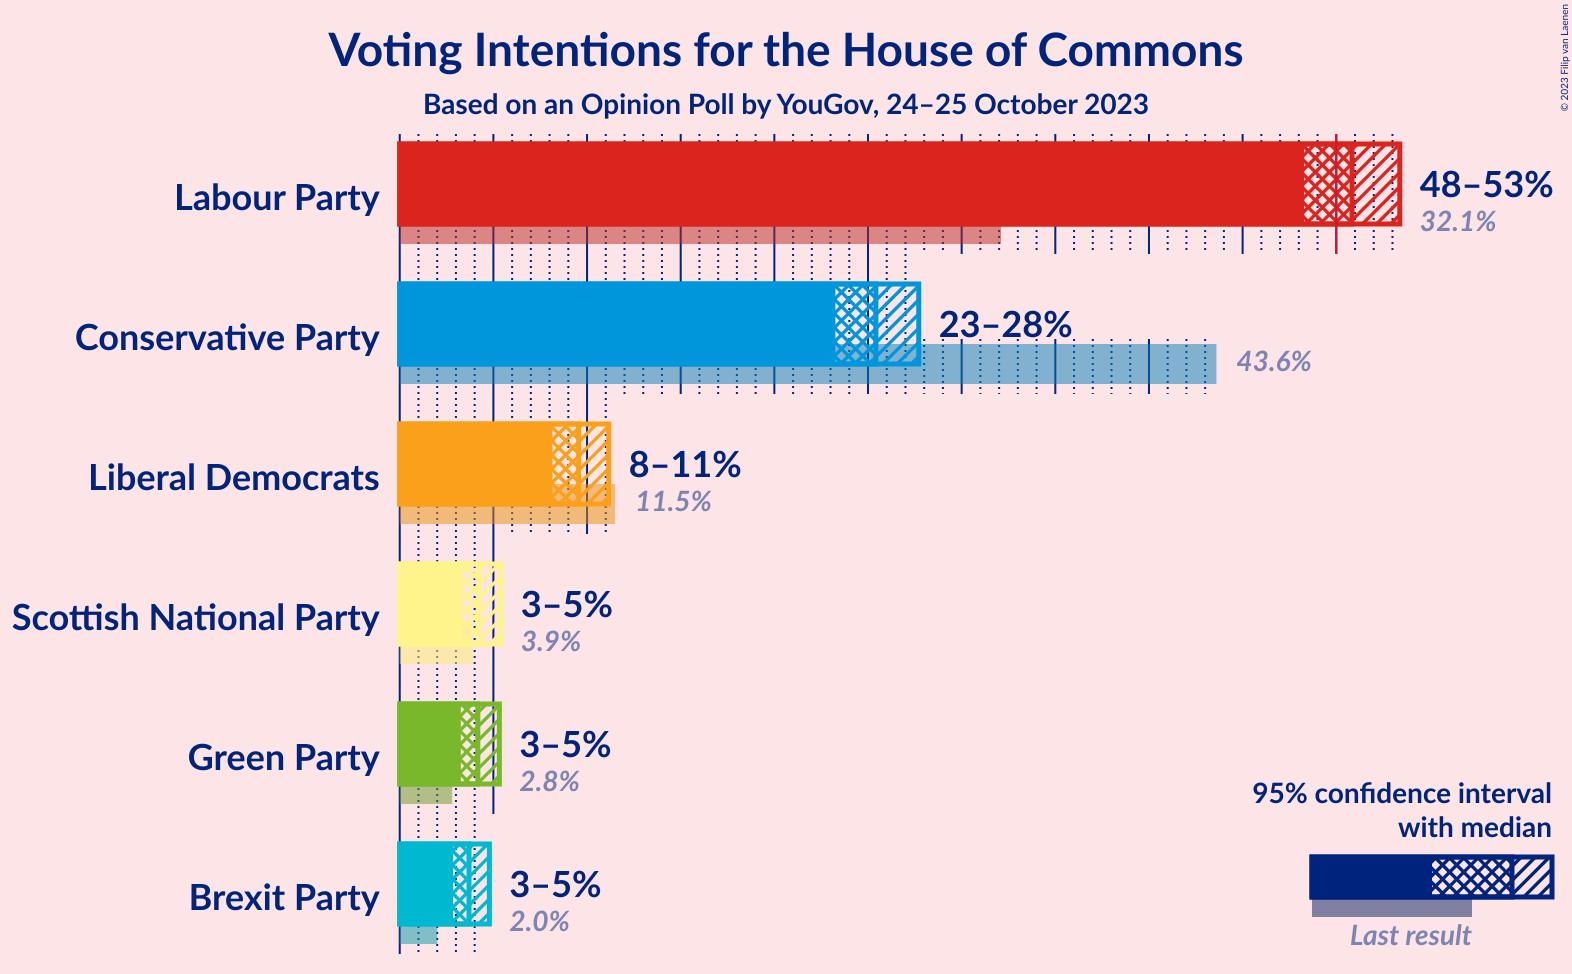 Voting Intentions for the House of Commons
Based on an Opinion Poll by YouGov, 24–25 October 2023
© 2023 Filip van Laenen
Labour Party
48–53%
32.1%
Conservative Party
23–28%
43.6%
Liberal Democrats
8–11%
11.5%
Scottish National Party
3–5%
3.9%
Green Party
3–5%
2.8%
Brexit Party
3–5%
2.0%
95% confidence interval
with median
Last result